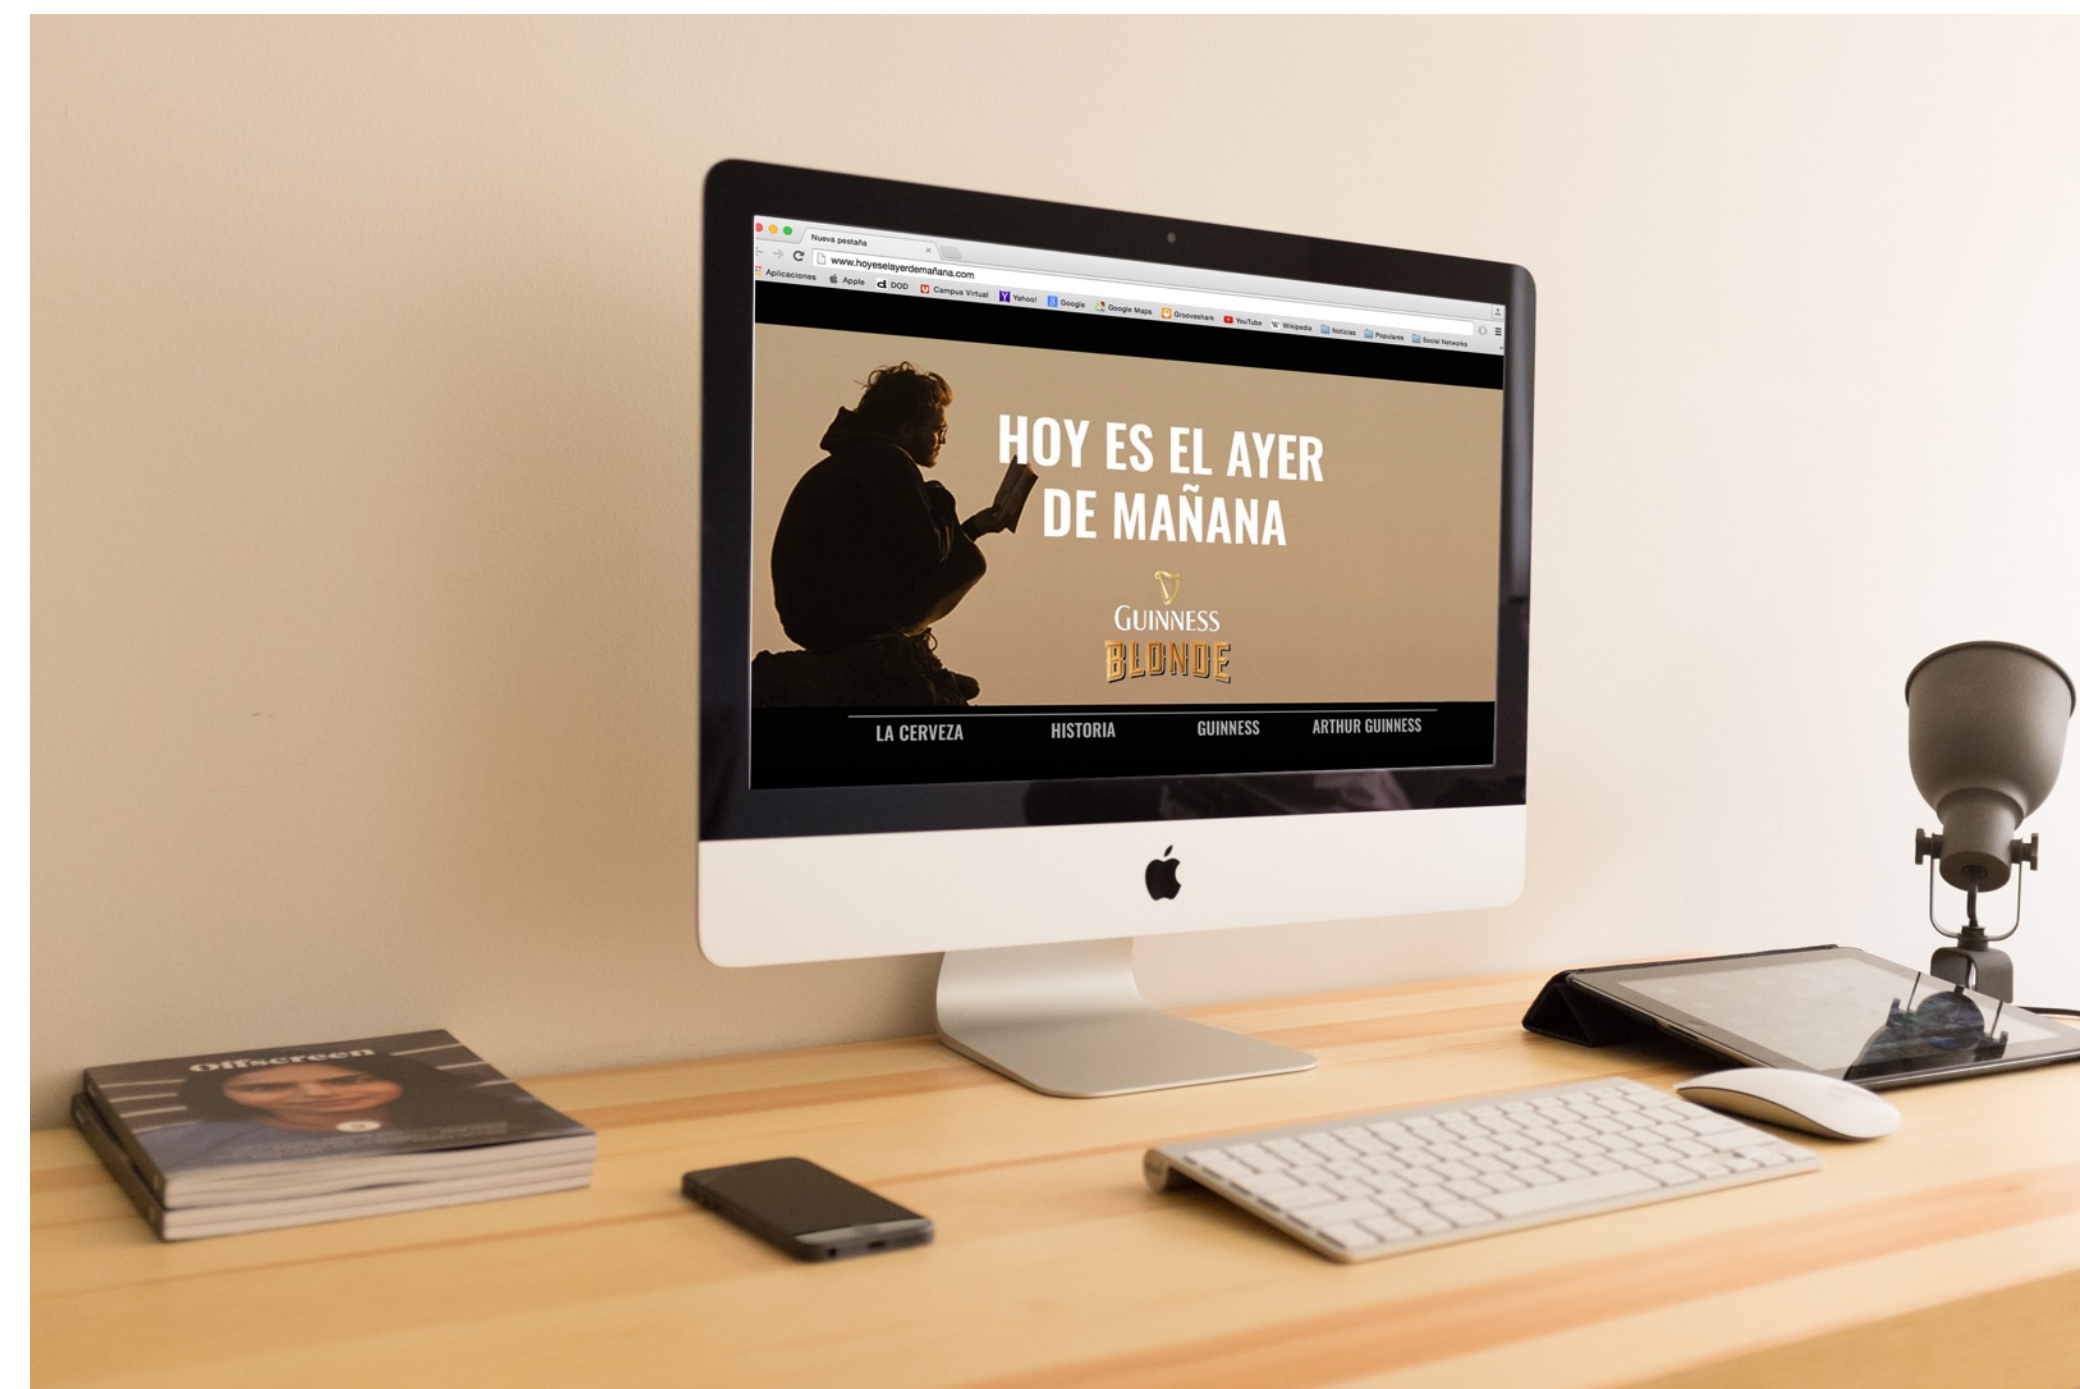 Nueva pestaña
www.hoyeselayerdemañana.com
Aplicaciones Apple DOD Campus Virtual Yahoo! Google Google Maps Grooveshark YouTube Wikipedia Noticias Populares Social Networks
HOY ES EL AYER
DE MAÑANA
GUINNESS
BLONDE
LA CERVEZA HISTORIA GUINNESS ARTHUR GUINNESS
Offscreen